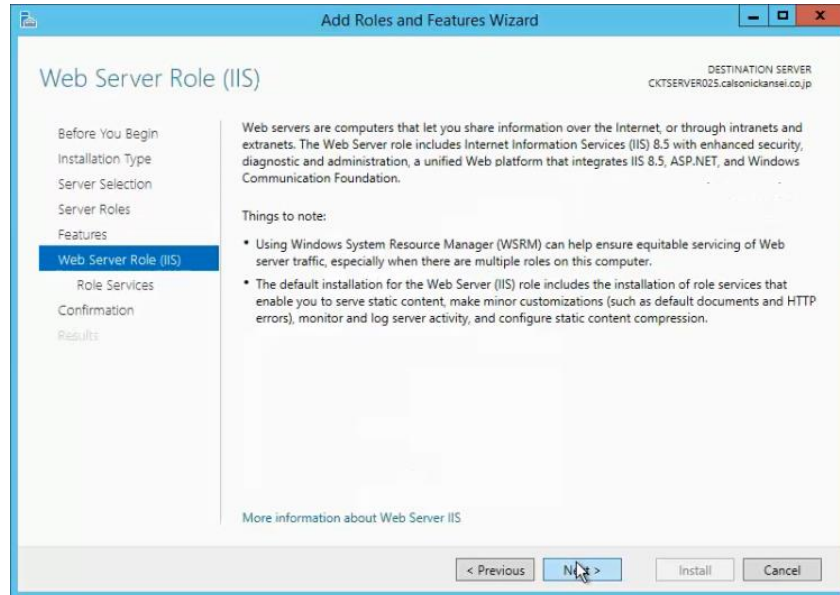 Add Roles and Features Wizard
Web Server Role (IIS)
DESTINATION SERVER
CKTSERVER025.calsonickansei.co.jp
Before You Begin
Installation Type
Server Selection
Server Roles
Features
Web Server Role (IIS)
Role Services
Confirmation
Results
Web servers are computers that let you share information over the Internet, or through intranets and
extranets. The Web Server role includes Internet Information Services (IIS) 8.5 with enhanced security,
diagnostic and administration, a unified Web platform that integrates IIS 8.5, ASP.NET, and Windows
Communication Foundation.
Things to note:
• Using Windows System Resource Manager (WSRM) can help ensure equitable servicing of Web
server traffic, especially when there are multiple roles on this computer.
• The default installation for the Web Server (IIS) role includes the installation of role services that
enable you to serve static content, make minor customizations (such as default documents and HTTP
errors), monitor and log server activity, and configure static content compression.
More information about Web Server IIS
< Previous
Next >
Install
Cancel